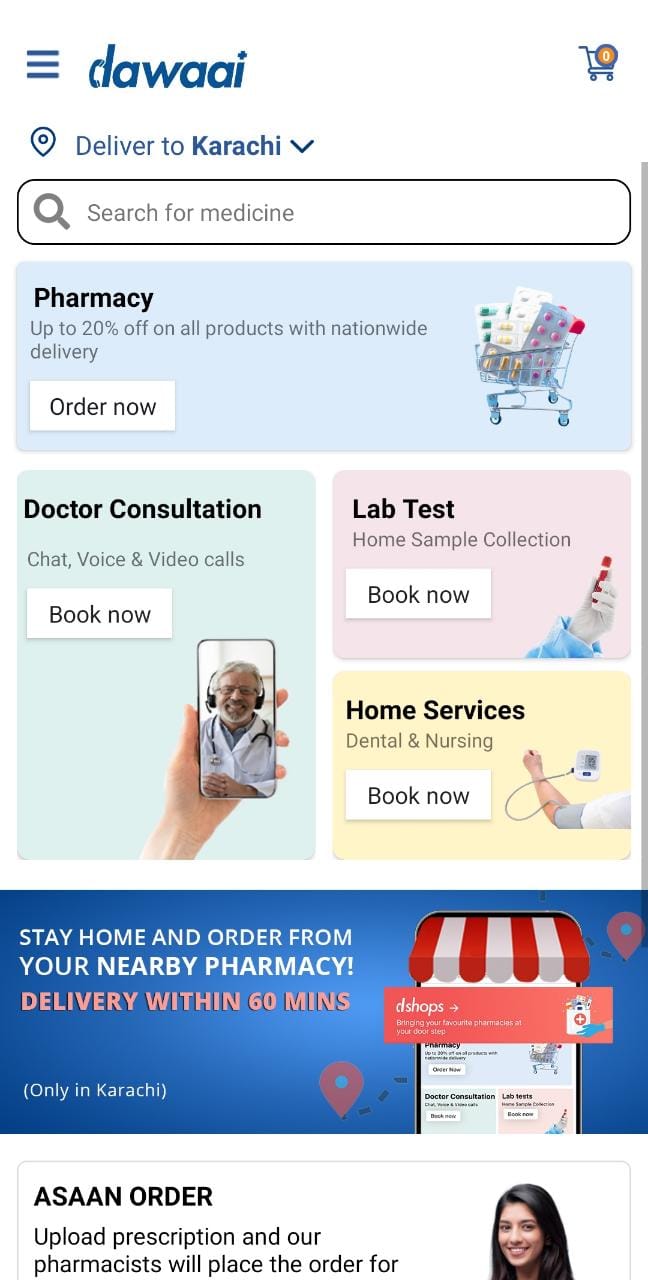 dawaai
0
Deliver to Karachi
Search for medicine
Pharmacy
Up to 20% off on all products with nationwide
delivery
Order now
Doctor Consultation
Chat, Voice & Video calls
Book now
Lab Test
Home Sample Collection
Book now
Home Services
Dental & Nursing
Book now
STAY HOME AND ORDER FROM
YOUR NEARBY PHARMACY!
DELIVERY WITHIN 60 MINS
(Only in Karachi)
dshops →
Bringing your favourite pharmacies at
your door step
Pharmacy
Up to 20% off on all products with
nationwide delivery
Order Now
Doctor Consultation
Chat, Voice & Video calls
Book now
Lab tests
Home Sample Collection
Book now
ASAAN ORDER
Upload prescription and our
pharmacists will place the order for